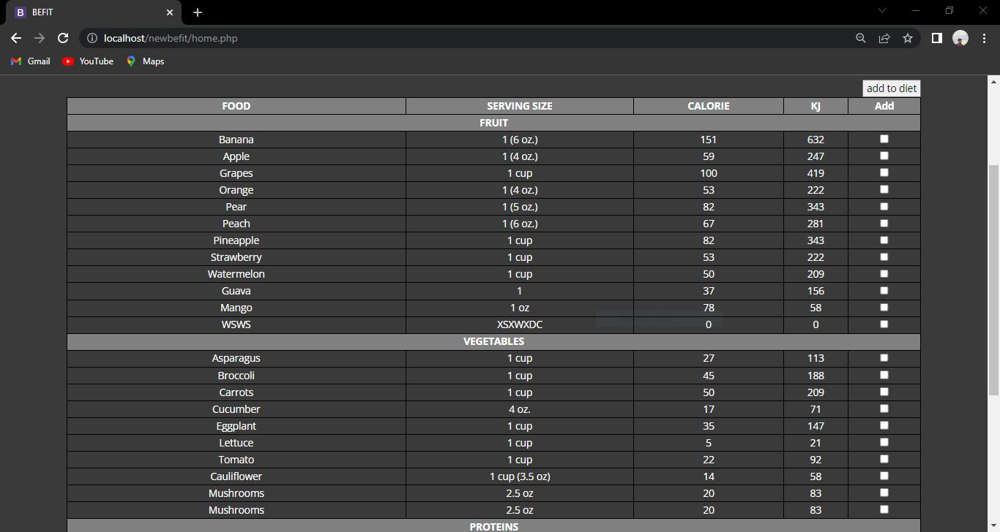 BEFIT
localhost/newbefit/home.php
Gmail YouTube Maps
add to diet
FOOD SERVING SIZE CALORIE KJ Add
FRUIT
Banana 1 (6 oz.) 151 632
Apple 1 (4 oz.) 59 247
Grapes 1 cup 100 419
Orange 1 (4 oz.) 53 222
Pear 1 (5 oz.) 82 343
Peach 1 (6 oz.) 67 281
Pineapple 1 cup 82 343
Strawberry 1 cup 53 222
Watermelon 1 cup 50 209
Guava 1 37 156
Mango 1 oz 78 58
WSWS XSXWXDC 0 0
VEGETABLES
Asparagus 1 cup 27 113
Broccoli 1 cup 45 188
Carrots 1 cup 50 209
Cucumber 4 oz. 17 71
Eggplant 1 cup 35 147
Lettuce 1 cup 5 21
Tomato 1 cup 22 92
Cauliflower 1 cup (3.5 oz) 14 58
Mushrooms 2.5 oz 20 83
Mushrooms 2.5 oz 20 83
PROTEINS